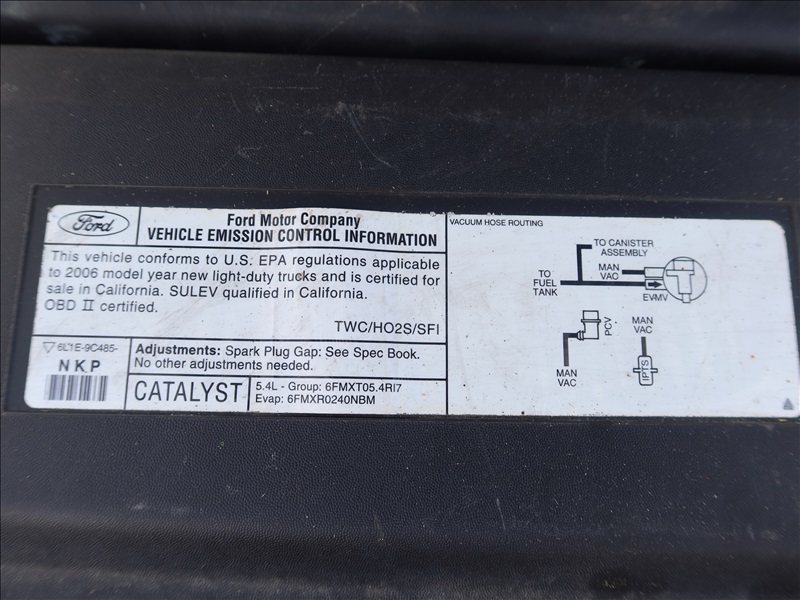 Ford
Ford Motor Company
VEHICLE EMISSION CONTROL INFORMATION
This vehicle conforms to U.S. EPA regulations applicable
to 2006 model year new light-duty trucks and is certified for
sale in California. SULEV qualified in California.
OBD II certified.
TWC/HO2S/SFI
6L1E-9C485-
NKP
Adjustments: Spark Plug Gap: See Spec Book.
No other adjustments needed.
CATALYST
5.4L - Group: 6FMXT05.4RI7
Evap: 6FMXR0240NBM
VACUUM HOSE ROUTING
TO CANISTER
ASSEMBLY
TO
FUEL
TANK
MAN
VAC
EVMV
PCV
MAN
VAC
MAN
VAC
IPTS